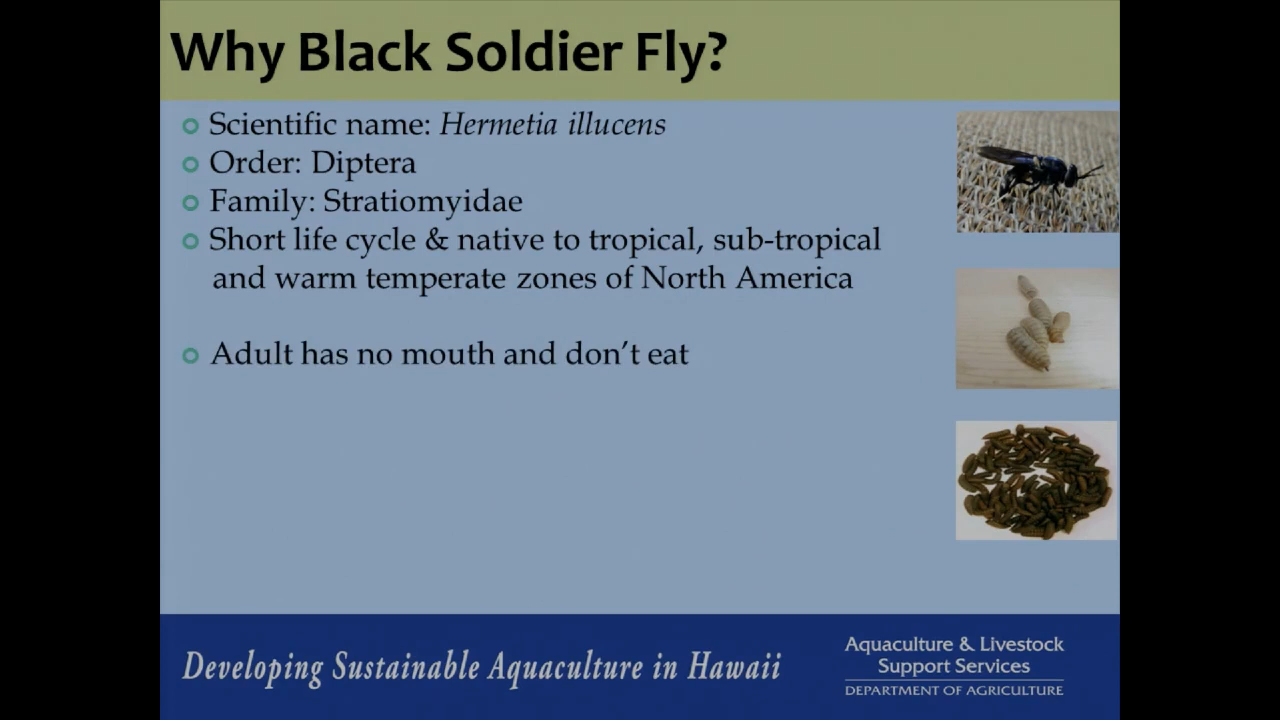 Why Black Soldier Fly?
Scientific name: Hermetia illucens
Order: Diptera
Family: Stratiomyidae
Short life cycle & native to tropical, sub-tropical
and warm temperate zones of North America
Adult has no mouth and don't eat
Developing Sustainable Aquaculture in Hawaii
Aquaculture & Livestock
Support Services
DEPARTMENT OF AGRICULTURE